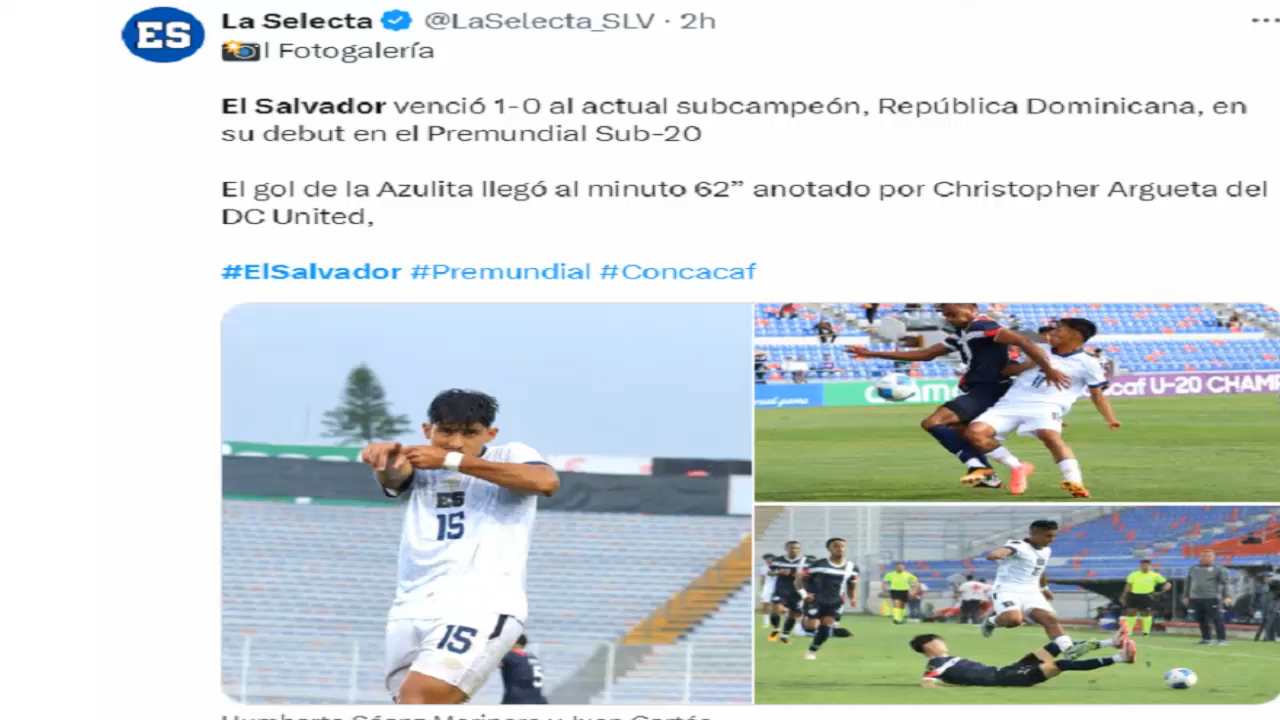 ES La Selecta @LaSelecta_SLV · 2h
| Fotogalería
El Salvador venció 1-0 al actual subcampeón, República Dominicana, en
su debut en el Premundial Sub-20
El gol de la Azulita llegó al minuto 62” anotado por Christopher Argueta del
DC United,
#ElSalvador #Premundial #Concacaf
caf U-20 CHAMP
ES
15
15